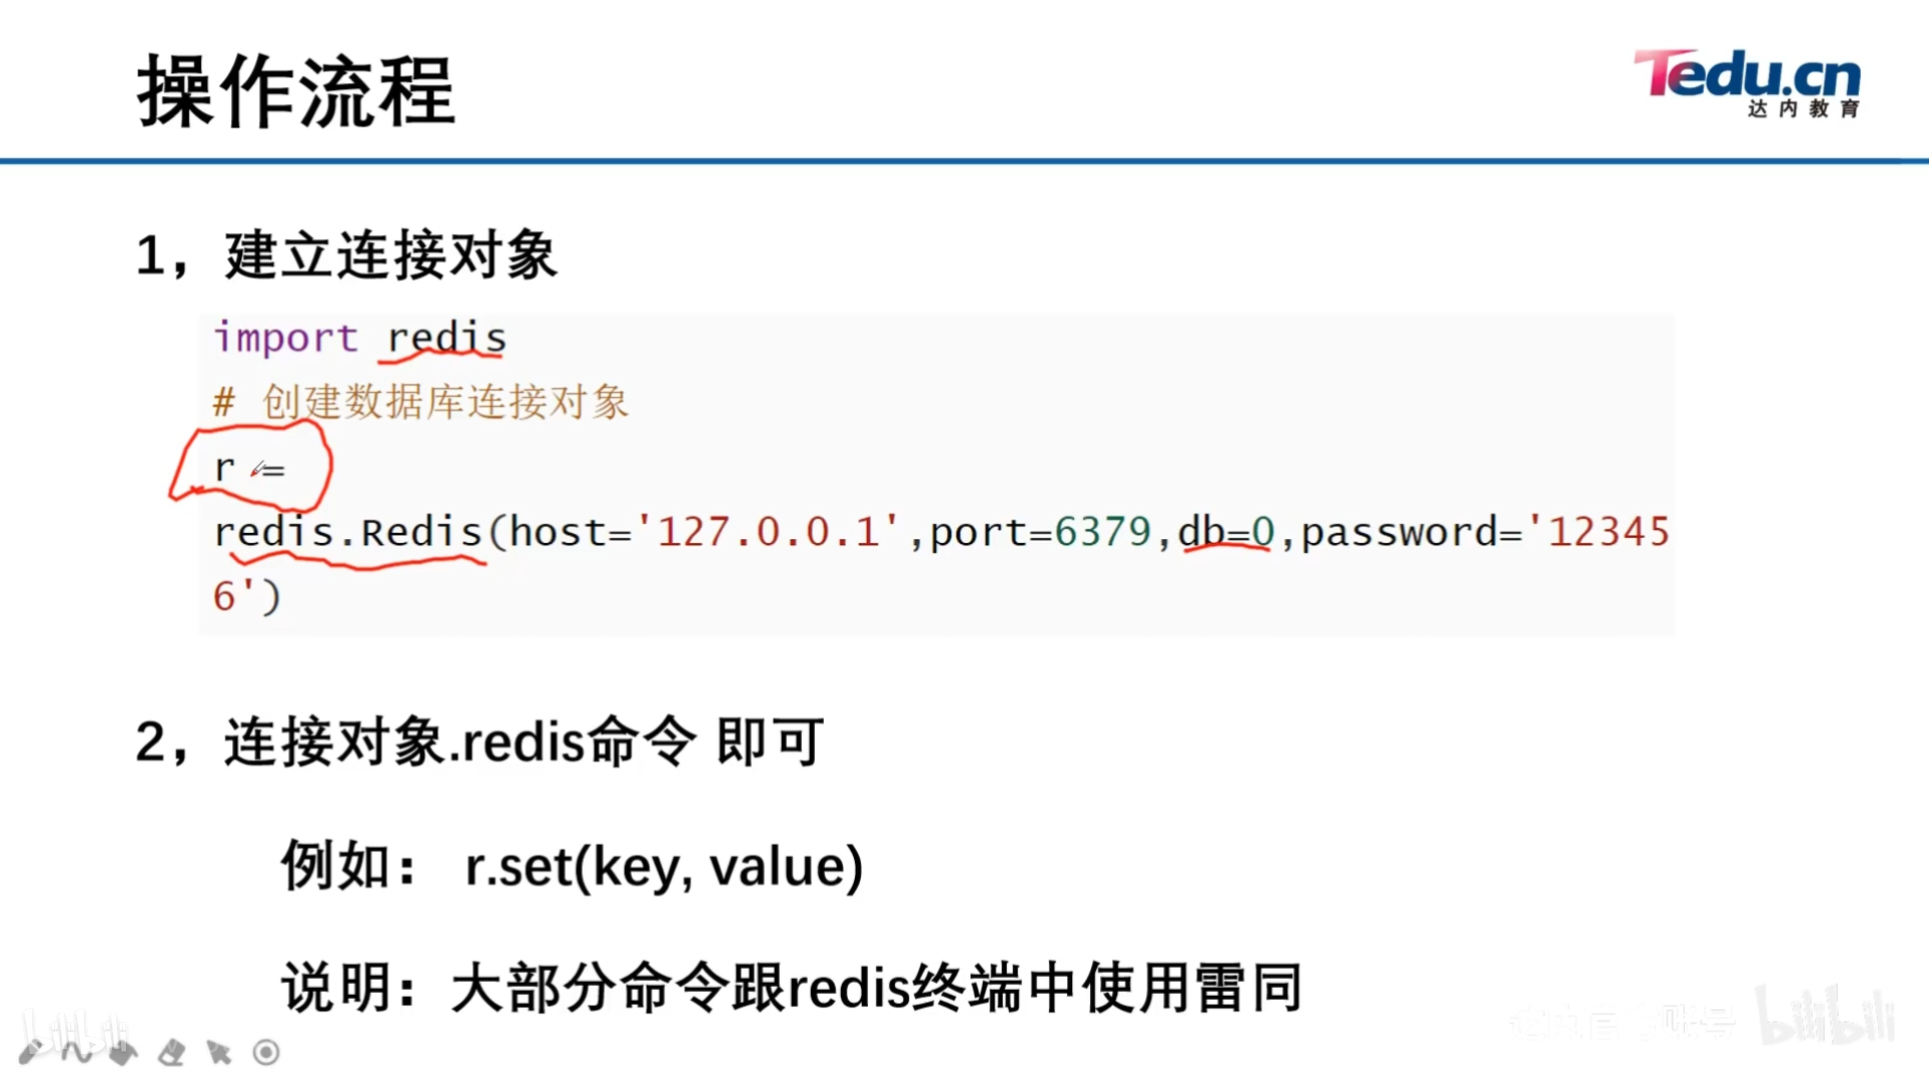 操作流程
Tedu.cn
达内教育
1，建立连接对象
import redis
# 创建数据库连接对象
r =
redis.Redis(host='127.0.0.1',port=6379,db=0,password='12345
6')
2，连接对象.redis命令 即可
例如： r.set(key, value)
说明：大部分命令跟redis终端中使用雷同
bilibili
bilibili